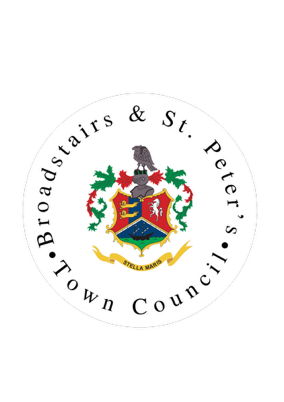 Broadstairs & St. Peter's
• Town Council •
STELLA MARIS